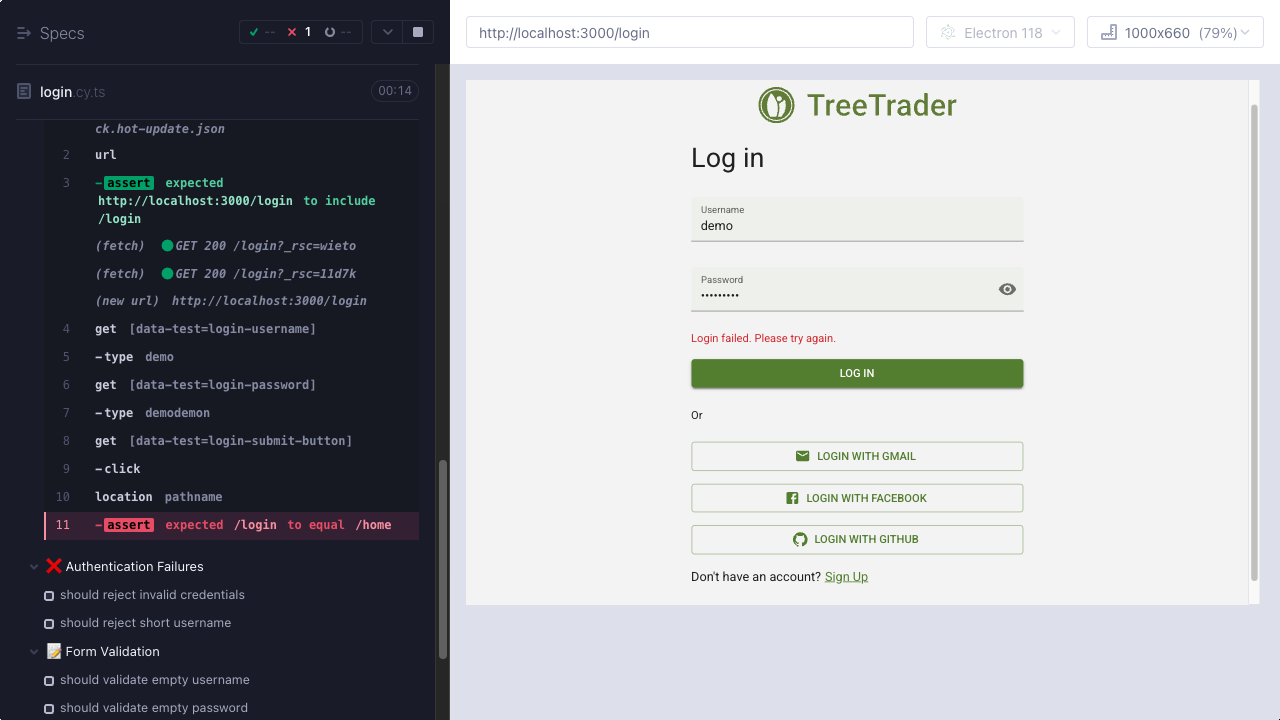 Specs
-- 1 --
login.cy.ts
00:14
ck.hot-update.json
2 url
3 -assert expected
http://localhost:3000/login to include
/login
(fetch) GET 200 /login?_rsc=wieto
(fetch) GET 200 /login?_rsc=11d7k
(new url) http://localhost:3000/login
4 get [data-test=login-username]
5 -type demo
6 get [data-test=login-password]
7 -type demodemon
8 get [data-test=login-submit-button]
9 -click
10 location pathname
11 -assert expected /login to equal /home
❌ Authentication Failures
should reject invalid credentials
should reject short username
📝 Form Validation
should validate empty username
should validate empty password
http://localhost:3000/login
Electron 118
1000x660 (79%)
TreeTrader
Log in
Username
demo
Password
•••••••••
Login failed. Please try again.
LOG IN
Or
LOGIN WITH GMAIL
LOGIN WITH FACEBOOK
LOGIN WITH GITHUB
Don't have an account? Sign Up